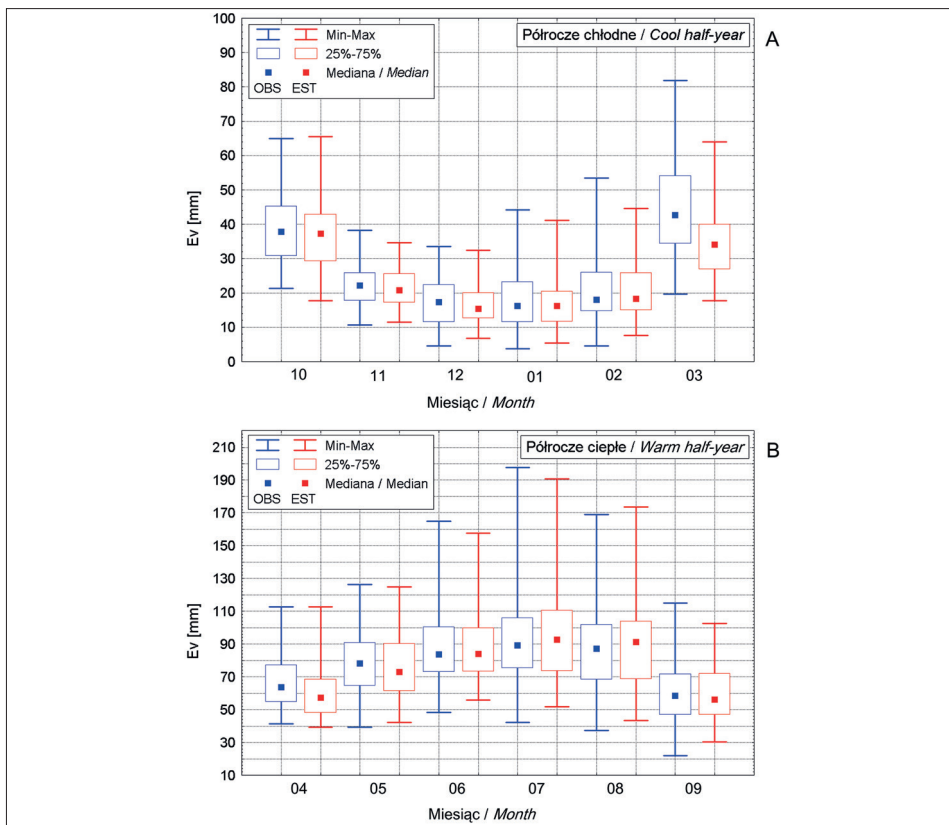 Półrocze chłodne / Cool half-year
A
Min-Max
25%-75%
Mediana / Median
OBS EST
100
90
80
70
60
50
40
30
20
10
0
Ev [mm]
10 11 12 01 02 03
Miesiąc / Month
Półrocze ciepłe / Warm half-year
B
Min-Max
25%-75%
Mediana / Median
OBS EST
210
190
170
150
130
110
90
70
50
30
10
Ev [mm]
04 05 06 07 08 09
Miesiąc / Month